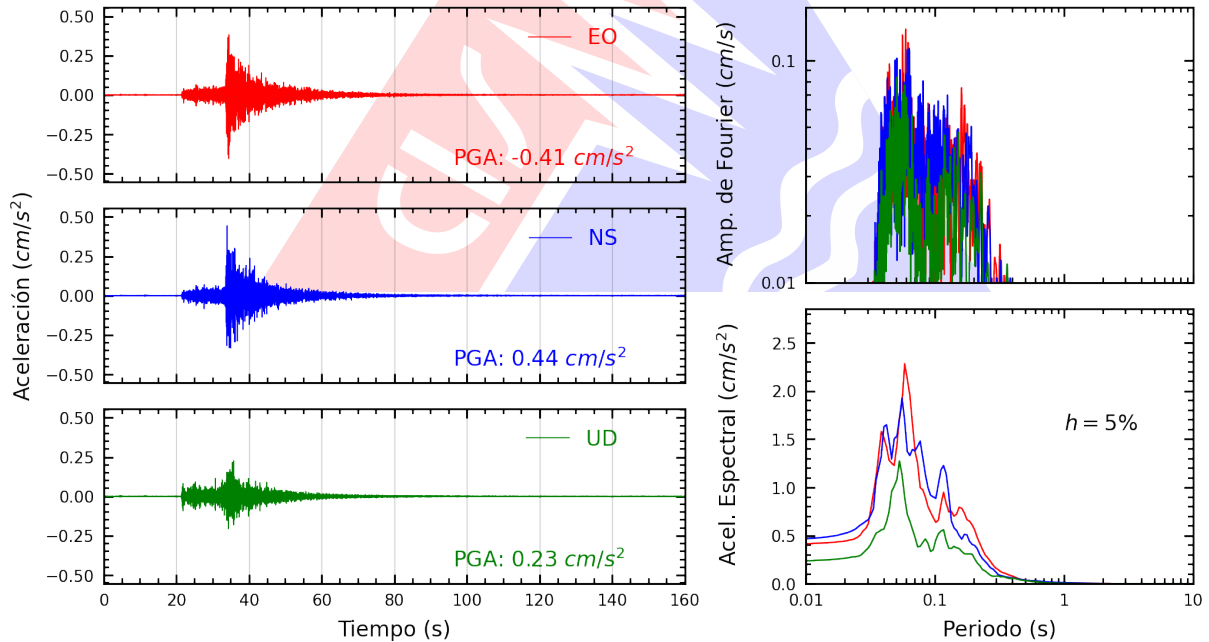 Aceleración (cm/s²)
0.50
0.25
0.00
−0.25
−0.50
EO
PGA: -0.41 cm/s²
0.50
0.25
0.00
−0.25
−0.50
NS
PGA: 0.44 cm/s²
0.50
0.25
0.00
−0.25
−0.50
UD
PGA: 0.23 cm/s²
0 20 40 60 80 100 120 140 160
Tiempo (s)
Amp. de Fourier (cm/s)
0.1
0.01
Acel. Espectral (cm/s²)
2.5
2.0
1.5
1.0
0.5
0.0
h = 5%
0.01 0.1 1 10
Periodo (s)
CIS